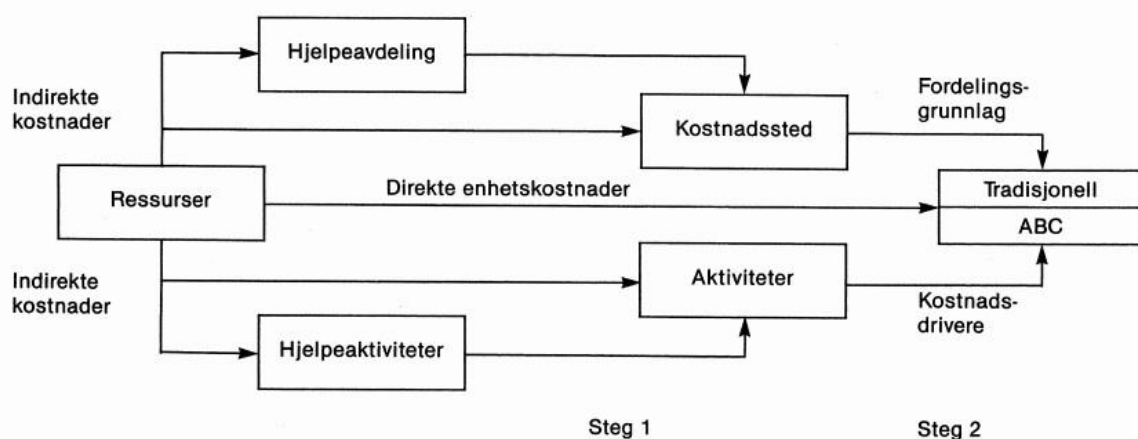 Hjelpeavdeling
Indirekte
kostnader
Fordelings-
grunnlag
Kostnadssted
Ressurser
Direkte enhetskostnader
Tradisjonell
ABC
Indirekte
kostnader
Aktiviteter
Kostnads-
drivere
Hjelpeaktiviteter
Steg 1
Steg 2